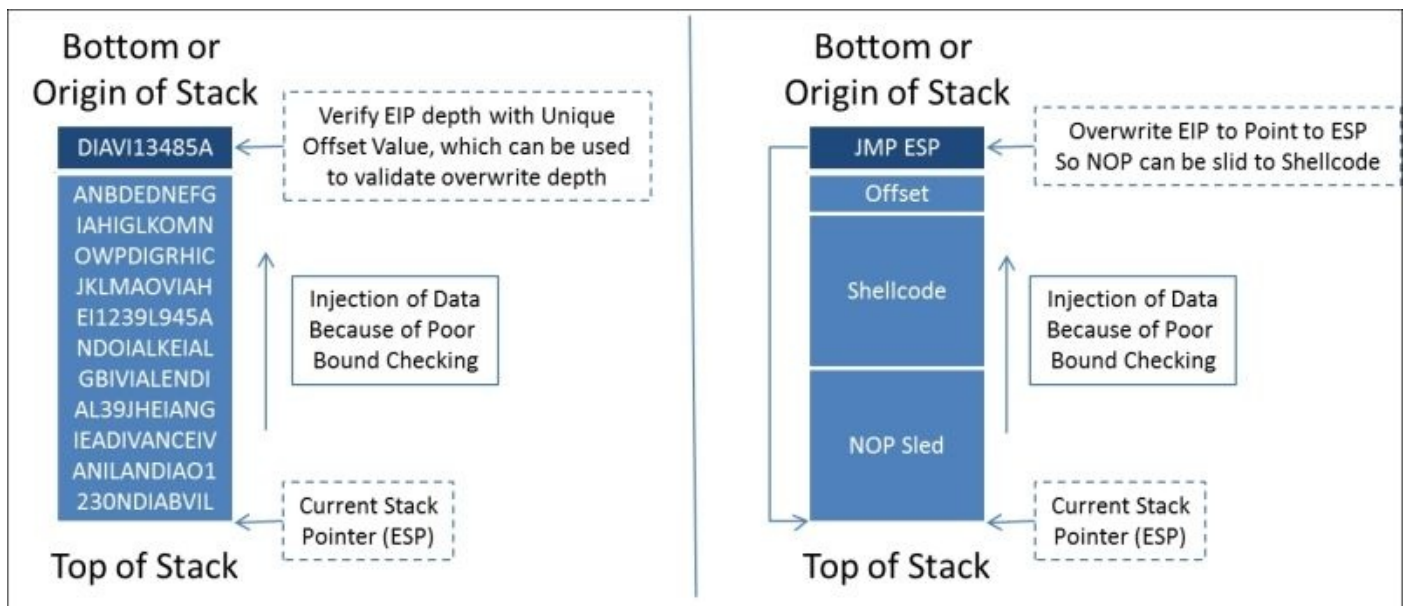 Bottom or
Origin of Stack
DIAVI13485A
Verify EIP depth with Unique
Offset Value, which can be used
to validate overwrite depth
ANBDEDNEFG
IAHIGLKOMN
OWPDIGRHIC
JKLMAOVIAH
EI1239L945A
NDOIALKEIAL
GBIVIALENDI
AL39JHEIANG
IEADIVANCEIV
ANILANDIAO1
230NDIABVIL
Injection of Data
Because of Poor
Bound Checking
Current Stack
Pointer (ESP)
Top of Stack
Bottom or
Origin of Stack
JMP ESP
Overwrite EIP to Point to ESP
So NOP can be slid to Shellcode
Offset
Shellcode
Injection of Data
Because of Poor
Bound Checking
NOP Sled
Current Stack
Pointer (ESP)
Top of Stack